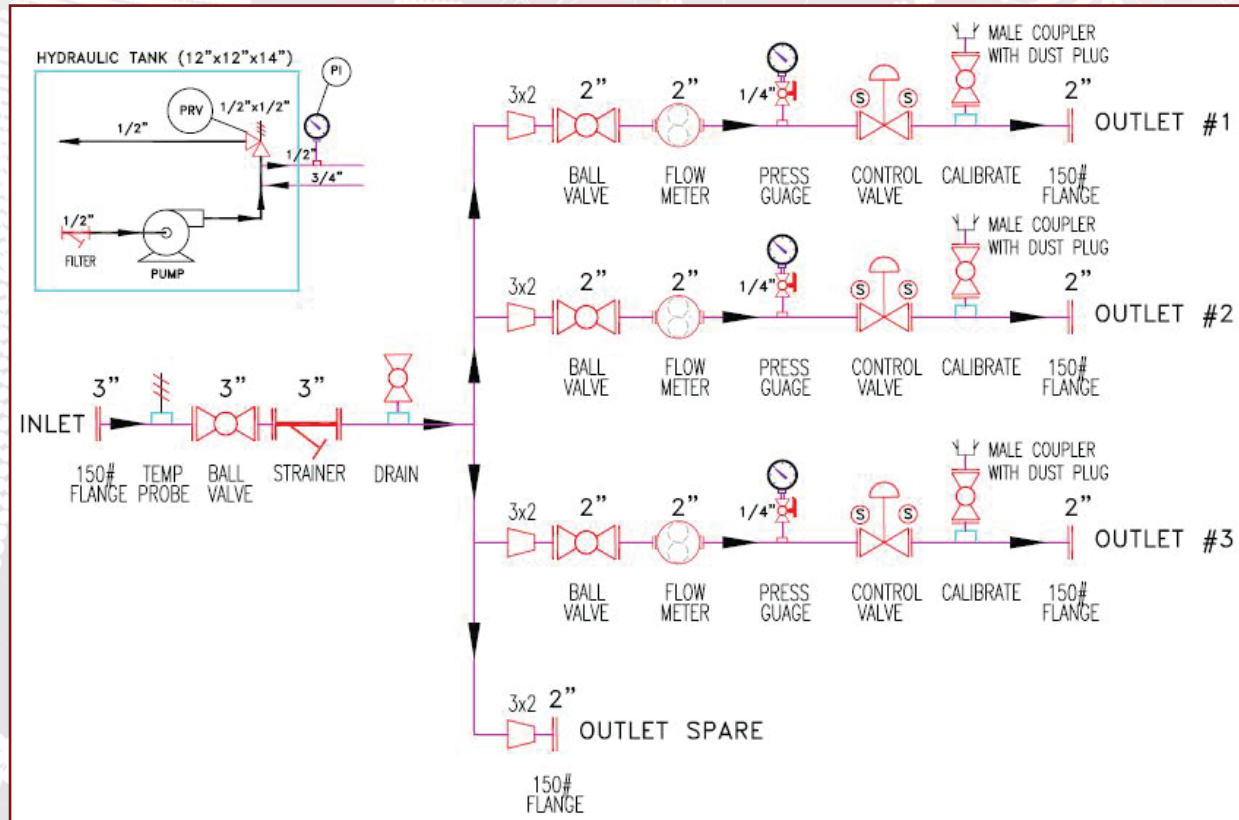 HYDRAULIC TANK (12"x12"x14")
PI
PRV
1/2"x1/2"
1/2"
1/2"
3/4"
1/2"
FILTER
PUMP
3x2
2"
2"
1/4"
S
S
MALE COUPLER
WITH DUST PLUG
2"
OUTLET #1
BALL
VALVE
FLOW
METER
PRESS
GUAGE
CONTROL
VALVE
CALIBRATE
150#
FLANGE
3x2
2"
2"
1/4"
S
S
MALE COUPLER
WITH DUST PLUG
2"
OUTLET #2
BALL
VALVE
FLOW
METER
PRESS
GUAGE
CONTROL
VALVE
CALIBRATE
150#
FLANGE
INLET
3"
3"
3"
150#
FLANGE
TEMP
PROBE
BALL
VALVE
STRAINER
DRAIN
3x2
2"
2"
1/4"
S
S
MALE COUPLER
WITH DUST PLUG
2"
OUTLET #3
BALL
VALVE
FLOW
METER
PRESS
GUAGE
CONTROL
VALVE
CALIBRATE
150#
FLANGE
3x2
2"
OUTLET SPARE
150#
FLANGE